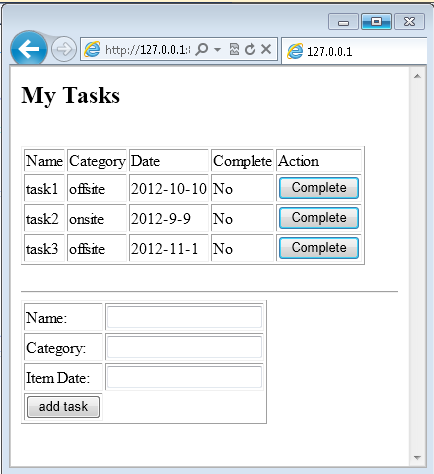 http://127.0.0.1:
127.0.0.1
My Tasks
Name Category Date Complete Action
task1 offsite 2012-10-10 No Complete
task2 onsite 2012-9-9 No Complete
task3 offsite 2012-11-1 No Complete
Name:
Category:
Item Date:
add task